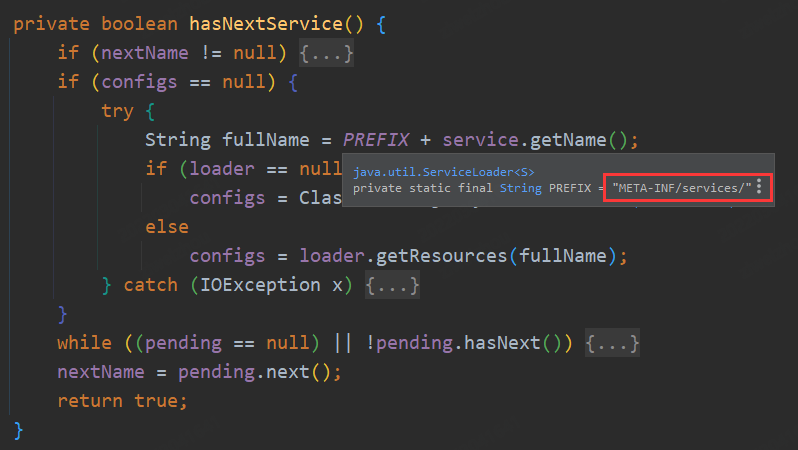 private boolean hasNextService() {
if (nextName != null) {...}
if (configs == null) {
try {
String fullName = PREFIX + service.getName();
if (loader == null
java.util.ServiceLoader<S>
private static final String PREFIX = "META-INF/services/"
configs = Clas
else
configs = loader.getResources(fullName);
} catch (IOException x) {...}
}
while ((pending == null) || !pending.hasNext()) {...}
nextName = pending.next();
return true;
}